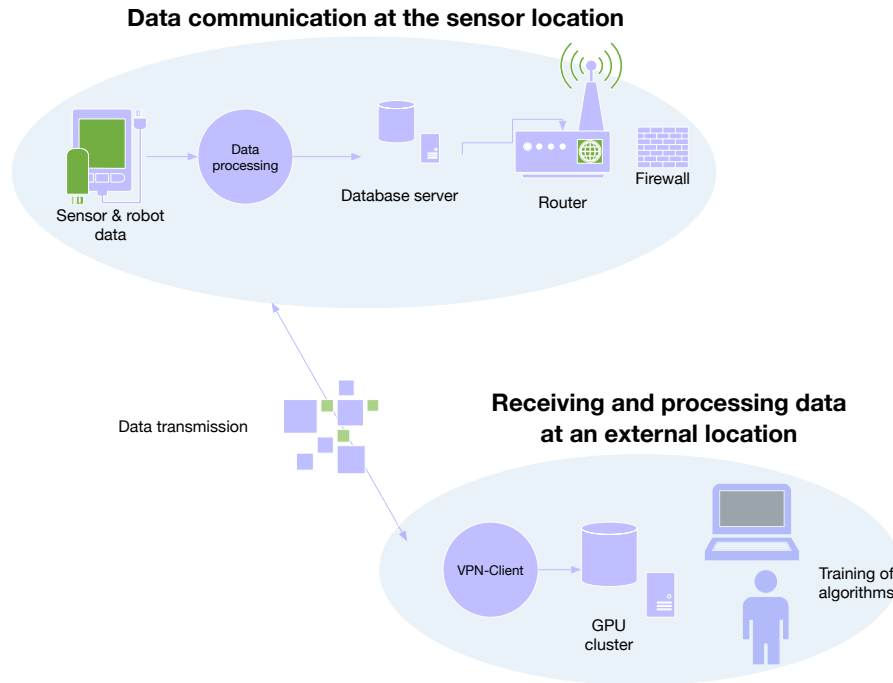 Data communication at the sensor location
Data
processing
Sensor & robot
data
Database server
Router
Firewall
Data transmission
Receiving and processing data
at an external location
VPN-Client
GPU
cluster
Training of
algorithms